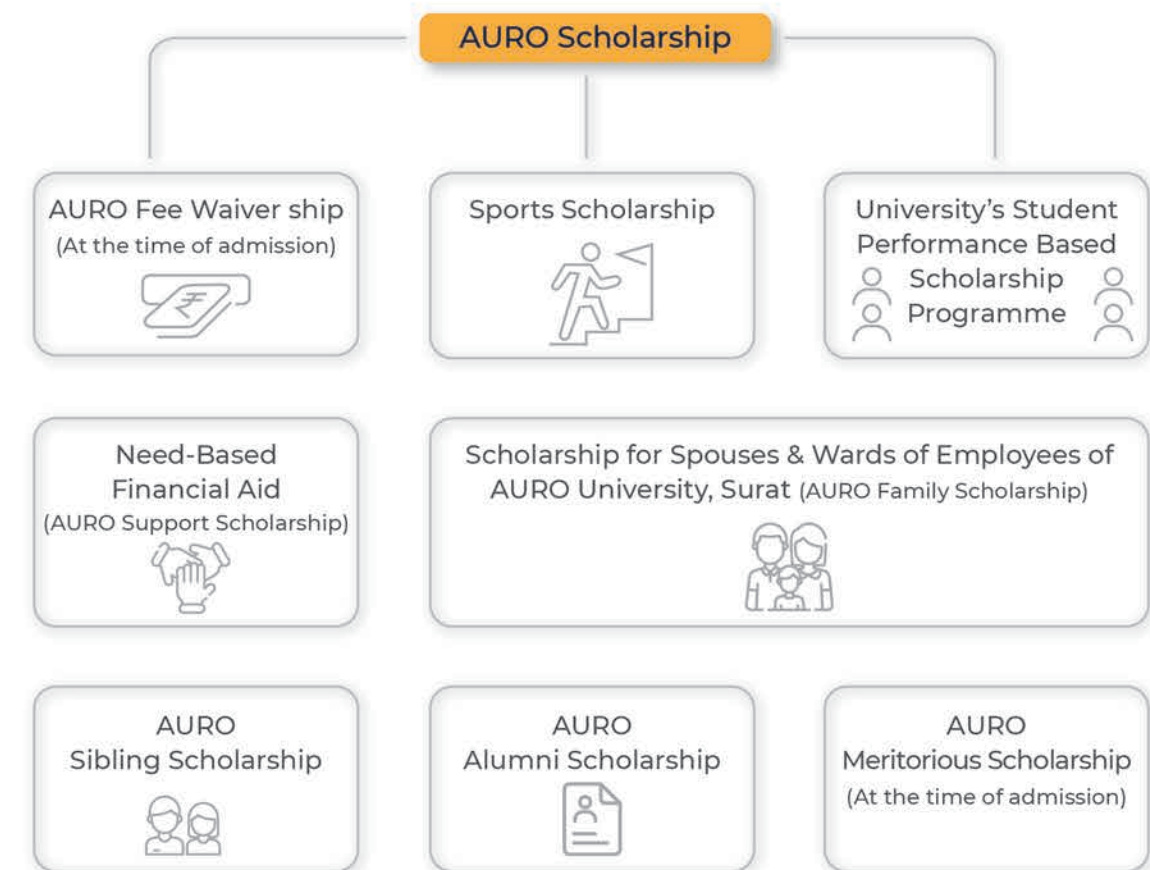 AURO Scholarship
AURO Fee Waiver ship
(At the time of admission)
₹
Sports Scholarship
University’s Student
Performance Based
Scholarship
Programme
Need-Based
Financial Aid
(AURO Support Scholarship)
Scholarship for Spouses & Wards of Employees of
AURO University, Surat (AURO Family Scholarship)
AURO
Sibling Scholarship
AURO
Alumni Scholarship
AURO
Meritorious Scholarship
(At the time of admission)